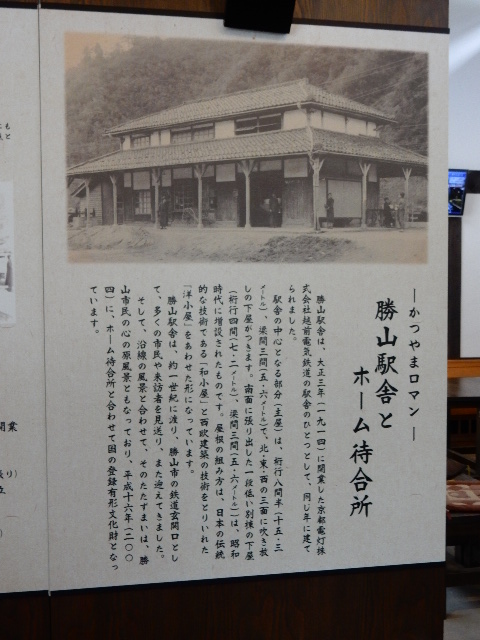 ―かつやまロマン―
勝山駅舎と
ホーム待合所
勝山駅舎は、大正三年(一九一四)に開業した京都電灯株
式会社越前電気鉄道の駅舎のひとつとして、同じ年に建て
られました。
駅舎の中心となる部分(主屋)は、桁行八間半(十五・三
メートル)、梁間三間(五・六メートル)で、北・東・西の三面に吹き放
しの下屋がつきます。南面に張り出した一段低い別棟の下屋
(桁行四間(七・二メートル)、梁間三間(五・六メートル))は、昭和
時代に増設されたものです。屋根の組み方は、日本の伝統
的な技術である「和小屋」と西欧建築の技術をとりいれた
「洋小屋」をあわせた形になっています。
勝山駅舎は、約一世紀に渡り、勝山市の鉄道玄関口とし
て、多くの市民や来訪者を見送り、また迎えてきました。
そして、沿線の風景と合わせて、そのたたずまいは、勝
山市民の心の原風景ともなっており、平成十六年(二〇〇
四)に、ホーム待合所と合わせて国の登録有形文化財となっ
ています。
開業